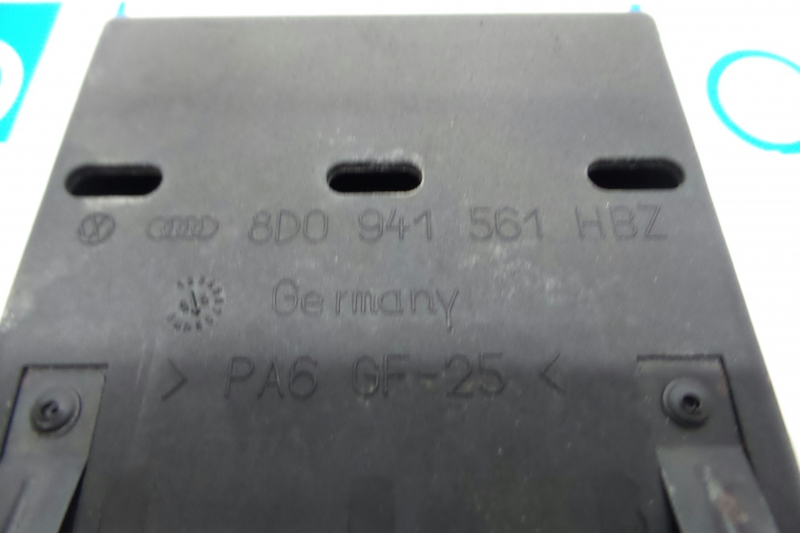 8D0 941 561 HBZ
Germany
> PA6 GF-25 <